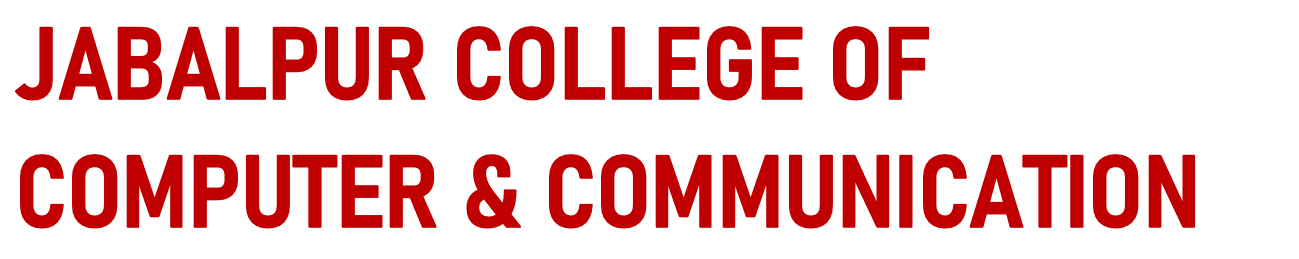 JABALPUR COLLEGE OF
COMPUTER & COMMUNICATION